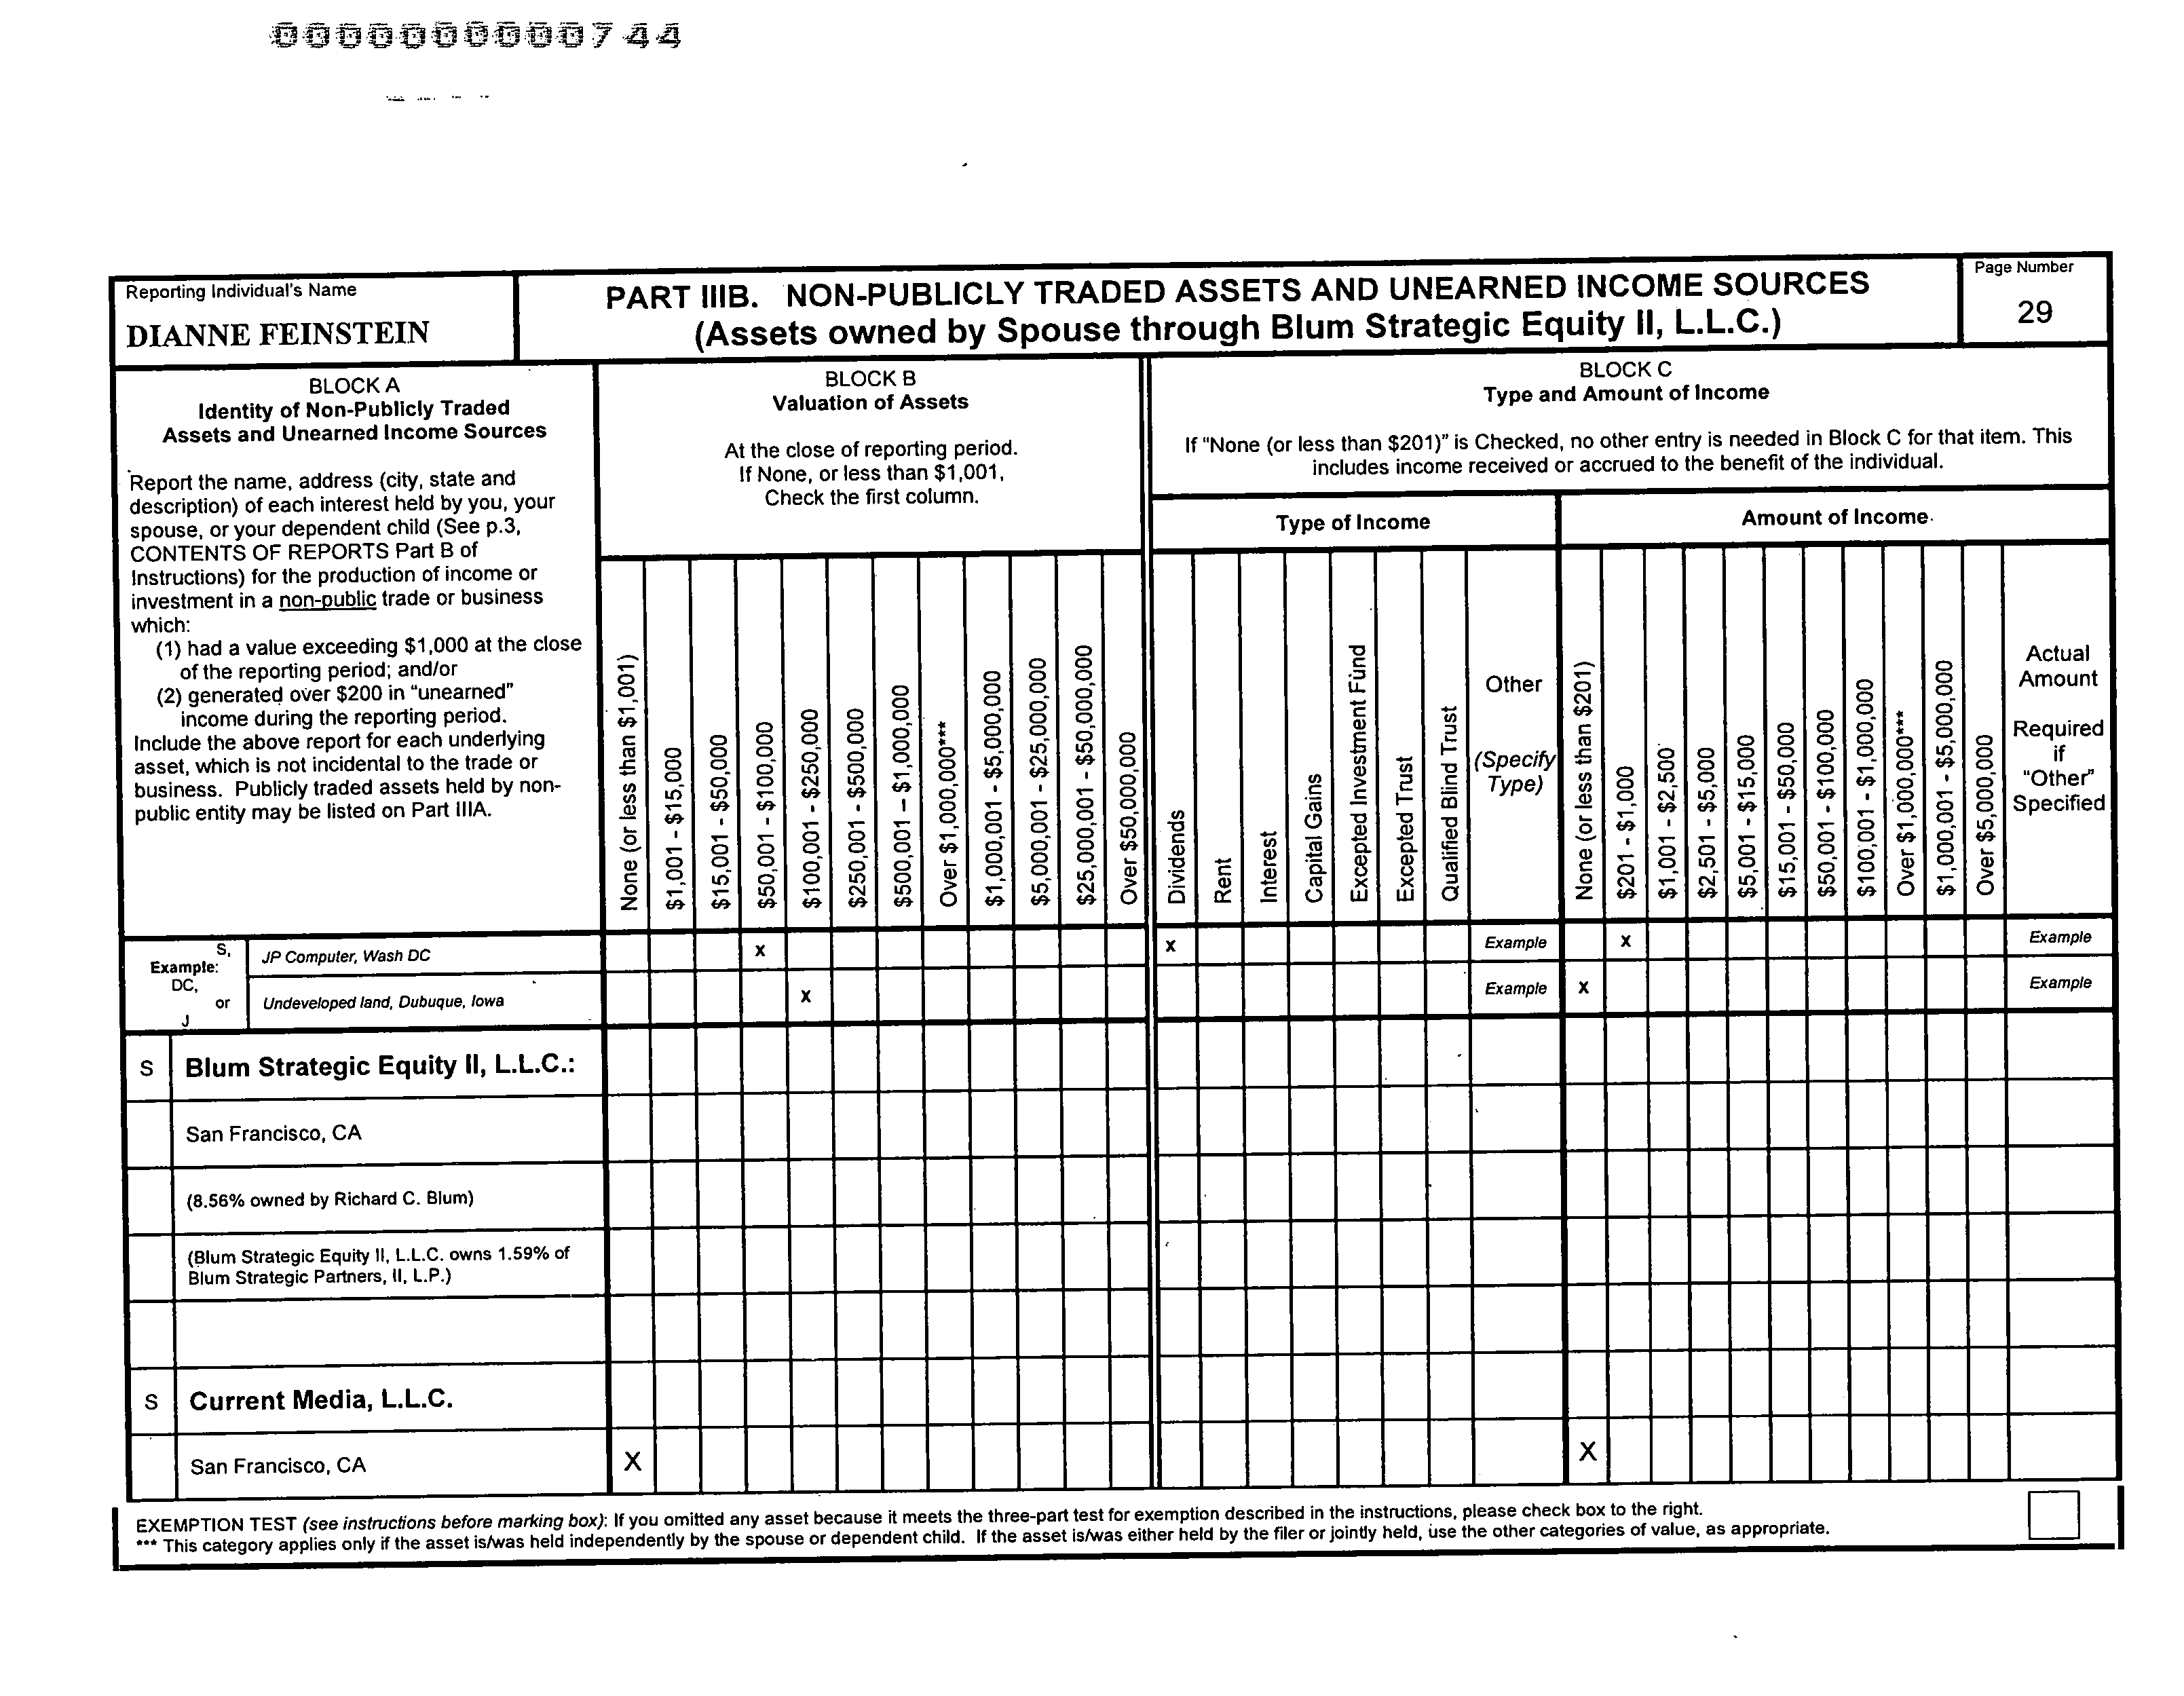 0000000000744
Reporting Individual's Name
DIANNE FEINSTEIN
PART IIIB. NON-PUBLICLY TRADED ASSETS AND UNEARNED INCOME SOURCES
(Assets owned by Spouse through Blum Strategic Equity II, L.L.C.)
Page Number
29
BLOCK A
Identity of Non-Publicly Traded
Assets and Unearned Income Sources
Report the name, address (city, state and
description) of each interest held by you, your
spouse, or your dependent child (See p.3,
CONTENTS OF REPORTS Part B of
Instructions) for the production of income or
investment in a non-public trade or business
which:
(1) had a value exceeding $1,000 at the close
of the reporting period; and/or
(2) generated over $200 in "unearned"
income during the reporting period.
Include the above report for each underlying
asset, which is not incidental to the trade or
business. Publicly traded assets held by non-
public entity may be listed on Part IIIA.
BLOCK B
Valuation of Assets
At the close of reporting period.
If None, or less than $1,001,
Check the first column.
None (or less than $1,001)
$1,001 - $15,000
$15,001 - $50,000
$50,001 - $100,000
$100,001 - $250,000
$250,001 - $500,000
$500,001 – $1,000,000
Over $1,000,000***
$1,000,001 - $5,000,000
$5,000,001 - $25,000,000
$25,000,001 - $50,000,000
Over $50,000,000
BLOCK C
Type and Amount of Income
If "None (or less than $201)" is Checked, no other entry is needed in Block C for that item. This
includes income received or accrued to the benefit of the individual.
Type of Income
Dividends
Rent
Interest
Capital Gains
Excepted Investment Fund
Excepted Trust
Qualified Blind Trust
Other
(Specify
Type)
Amount of Income
None (or less than $201)
$201 - $1,000
$1,001 - $2,500
$2,501 - $5,000
$5,001 - $15,000
$15,001 - $50,000
$50,001 - $100,000
$100,001 - $1,000,000
Over $1,000,000***
$1,000,001 - $5,000,000
Over $5,000,000
Actual
Amount
Required
if
"Other"
Specified
Example:
S,
DC,
or
J
JP Computer, Wash DC
X
X
Example
X
Example
Undeveloped land, Dubuque, Iowa
X
Example
X
Example
S
Blum Strategic Equity II, L.L.C.:
San Francisco, CA
(8.56% owned by Richard C. Blum)
(Blum Strategic Equity II, L.L.C. owns 1.59% of
Blum Strategic Partners, II, L.P.)
S
Current Media, L.L.C.
San Francisco, CA
X
X
EXEMPTION TEST (see instructions before marking box): If you omitted any asset because it meets the three-part test for exemption described in the instructions, please check box to the right.
*** This category applies only if the asset is/was held independently by the spouse or dependent child. If the asset is/was either held by the filer or jointly held, use the other categories of value, as appropriate.